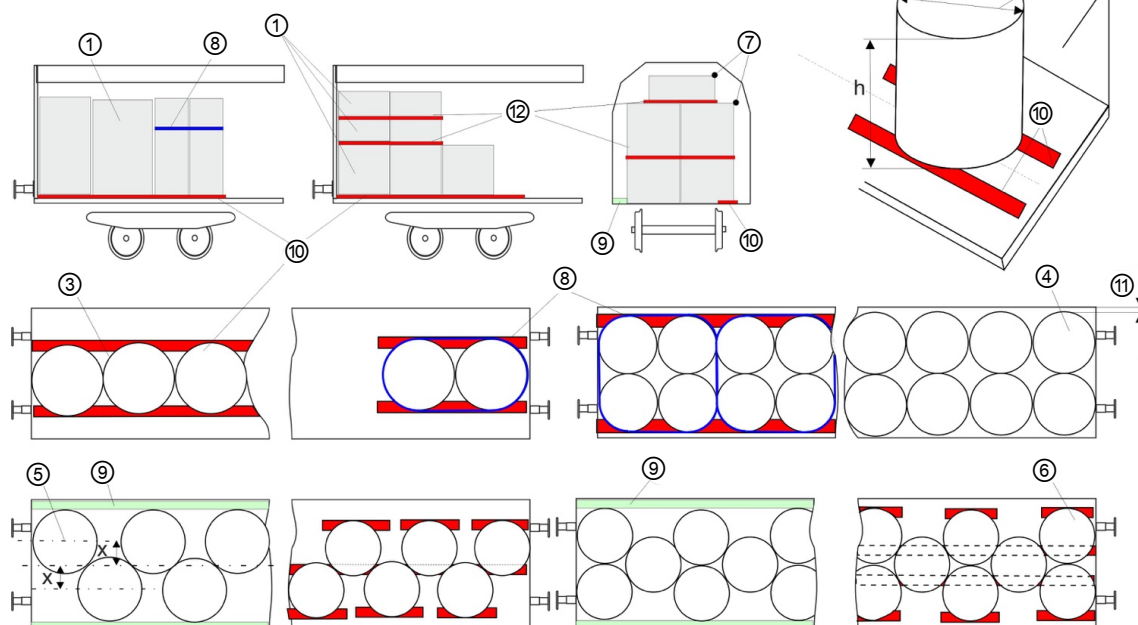 ① ⑧ ① ⑦
⑫
h
⑩
⑨ ⑩
⑩
③ ⑧ ④ ⑪
⑤ ⑨ ⑨ ⑥
x
x